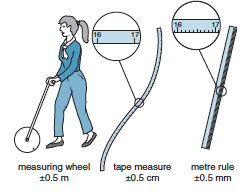 16 17
16 17
measuring wheel
±0.5 m
tape measure
±0.5 cm
metre rule
±0.5 mm